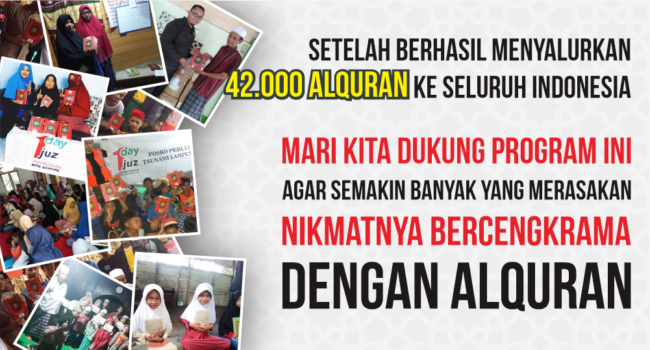 SETELAH BERHASIL MENYALURKAN
42.000 ALQURAN KE SELURUH INDONESIA
MARI KITA DUKUNG PROGRAM INI
AGAR SEMAKIN BANYAK YANG MERASAKAN
NIKMATNYA BERCENGKRAMA
DENGAN ALQURAN
1day
1juz
1day
1juz
POSKO PEDULI
TSUNAMI